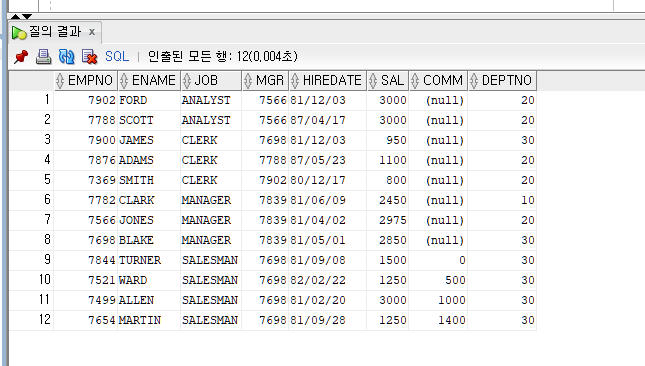 질의 결과 x
SQL | 인출된 모든 행: 12(0,004초)
EMPNO ENAME JOB MGR HIREDATE SAL COMM DEPTNO
1 7902 FORD ANALYST 7566 81/12/03 3000 (null) 20
2 7788 SCOTT ANALYST 7566 87/04/17 3000 (null) 20
3 7900 JAMES CLERK 7698 81/12/03 950 (null) 30
4 7876 ADAMS CLERK 7788 87/05/23 1100 (null) 20
5 7369 SMITH CLERK 7902 80/12/17 800 (null) 20
6 7782 CLARK MANAGER 7839 81/06/09 2450 (null) 10
7 7566 JONES MANAGER 7839 81/04/02 2975 (null) 20
8 7698 BLAKE MANAGER 7839 81/05/01 2850 (null) 30
9 7844 TURNER SALESMAN 7698 81/09/08 1500 0 30
10 7521 WARD SALESMAN 7698 82/02/22 1250 500 30
11 7499 ALLEN SALESMAN 7698 81/02/20 3000 1000 30
12 7654 MARTIN SALESMAN 7698 81/09/28 1250 1400 30